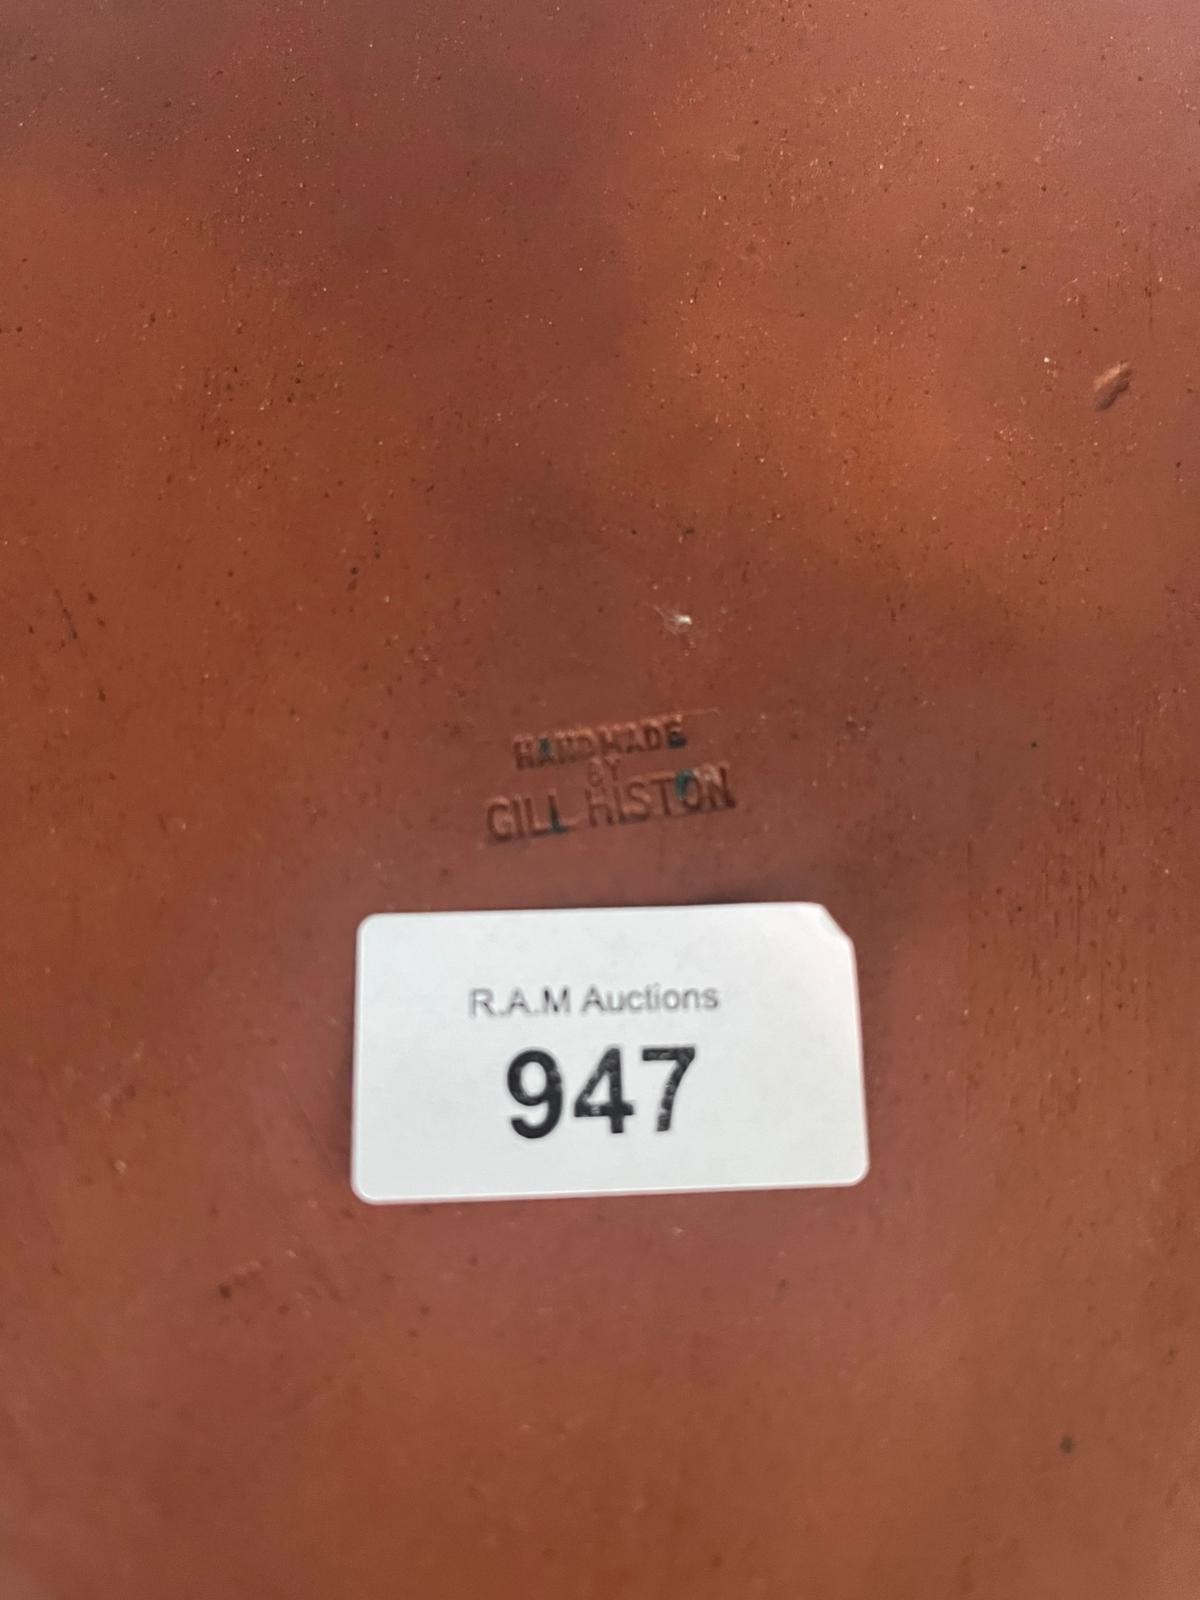 HANDMADE
BY
GILL HISTON
R.A.M Auctions
947